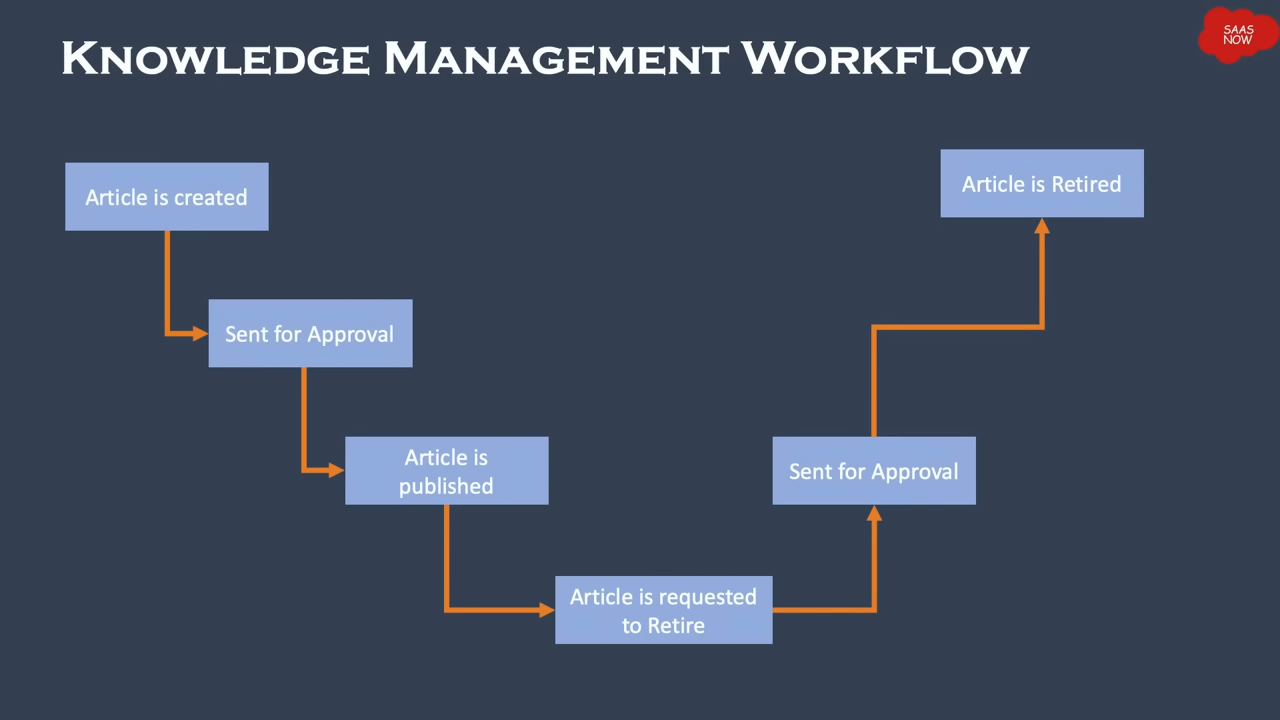 KNOWLEDGE MANAGEMENT WORKFLOW
SAAS
NOW
Article is created
Sent for Approval
Article is
published
Article is requested
to Retire
Sent for Approval
Article is Retired